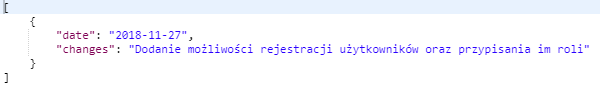 [
{
"date": "2018-11-27",
"changes": "Dodanie możliwości rejestracji użytkowników oraz przypisania im roli"
}
]